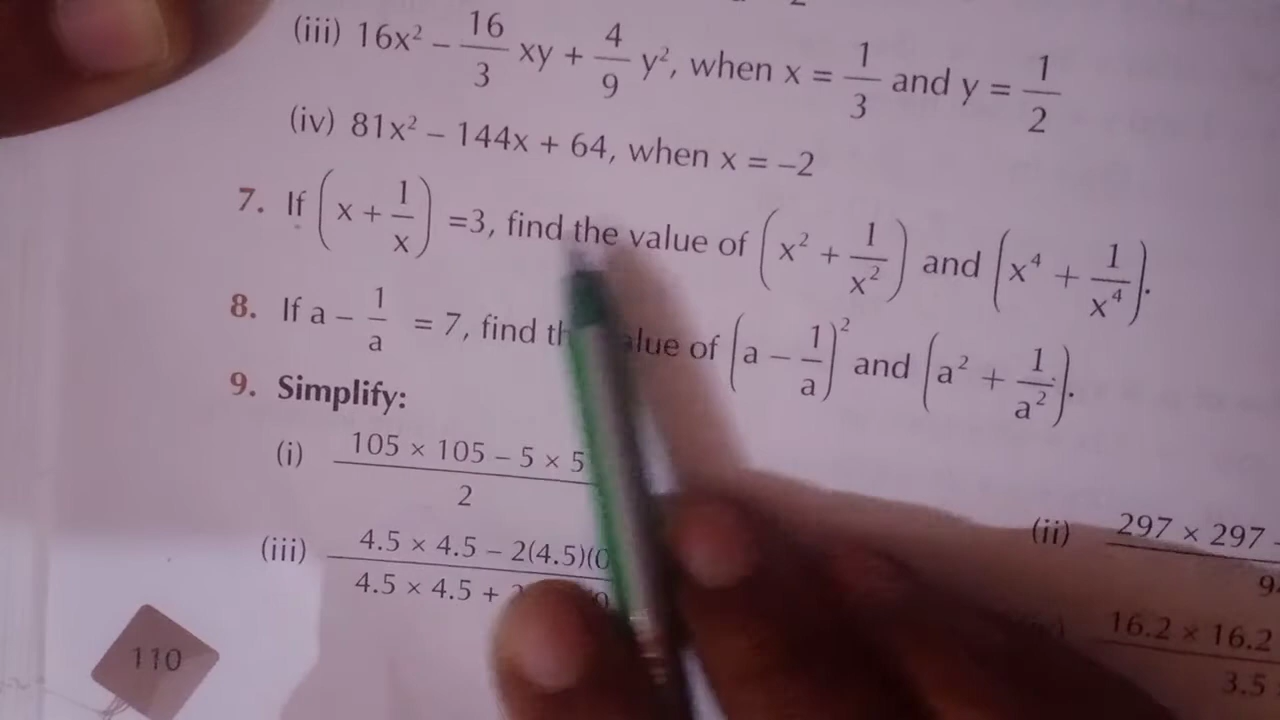 (iii) 16x² – 16/3 xy + 4/9 y², when x = 1/3 and y = 1/2
(iv) 81x² – 144x + 64, when x = –2
7. If (x + 1/x) =3, find the value of (x² + 1/x²) and (x⁴ + 1/x⁴).
8. If a – 1/a = 7, find of (a – 1/a)² and (a² + 1/a²).
9. Simplify:
(i) 105 × 105 – 5 × 5 / 2
(ii) 297 × 297
(iii) 4.5 × 4.5 – 2(4.5)( / 4.5 × 4.5 +
16.2 × 16.2 / 3.5
110